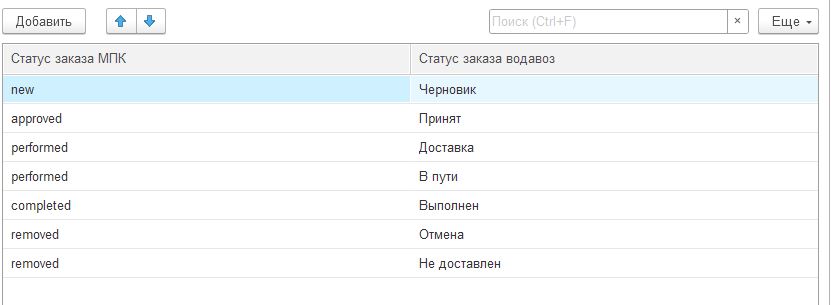 Добавить Поиск (Ctrl+F) × Еще
Статус заказа МПК Статус заказа водавоз
new Черновик
approved Принят
performed Доставка
performed В пути
completed Выполнен
removed Отмена
removed Не доставлен